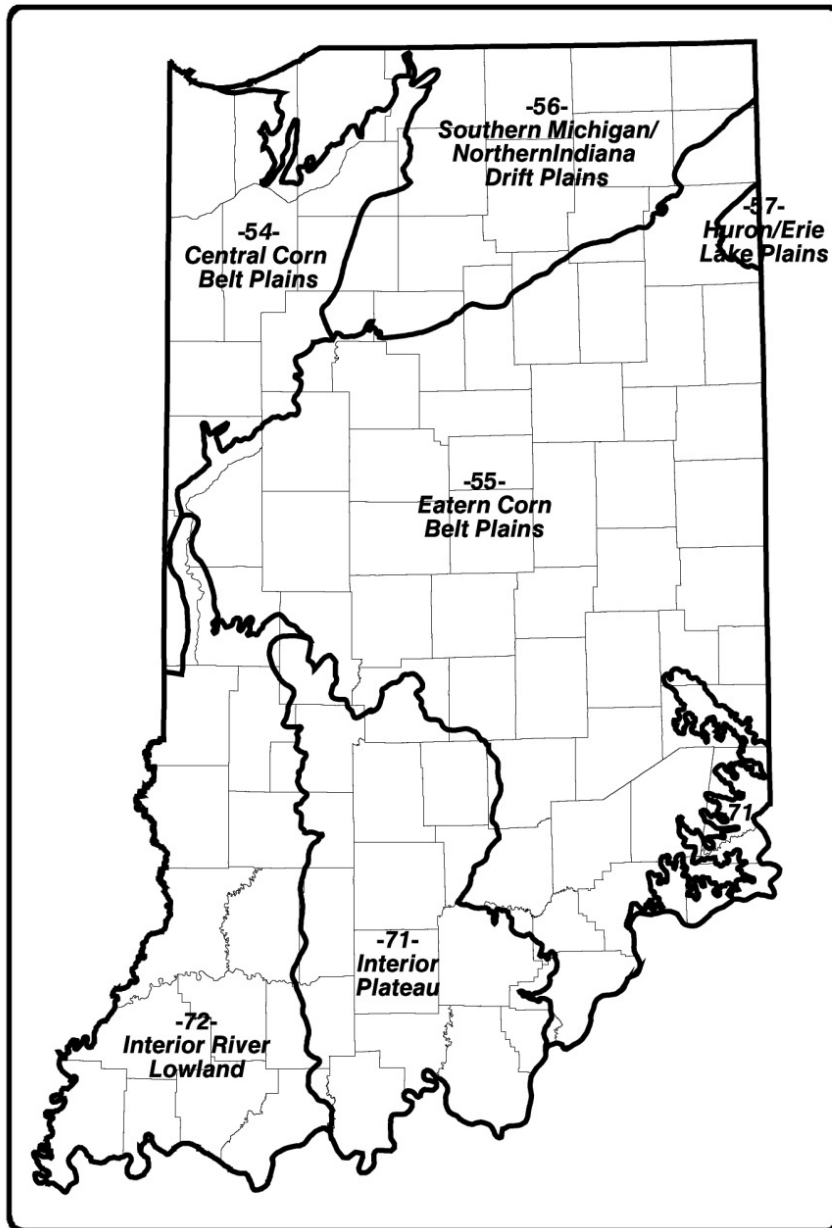 -56-
Southern Michigan/
NorthernIndiana
Drift Plains
-57-
Huron/Erie
Lake Plains
-54-
Central Corn
Belt Plains
-55-
Eatern Corn
Belt Plains
71
-71-
Interior
Plateau
-72-
Interior River
Lowland